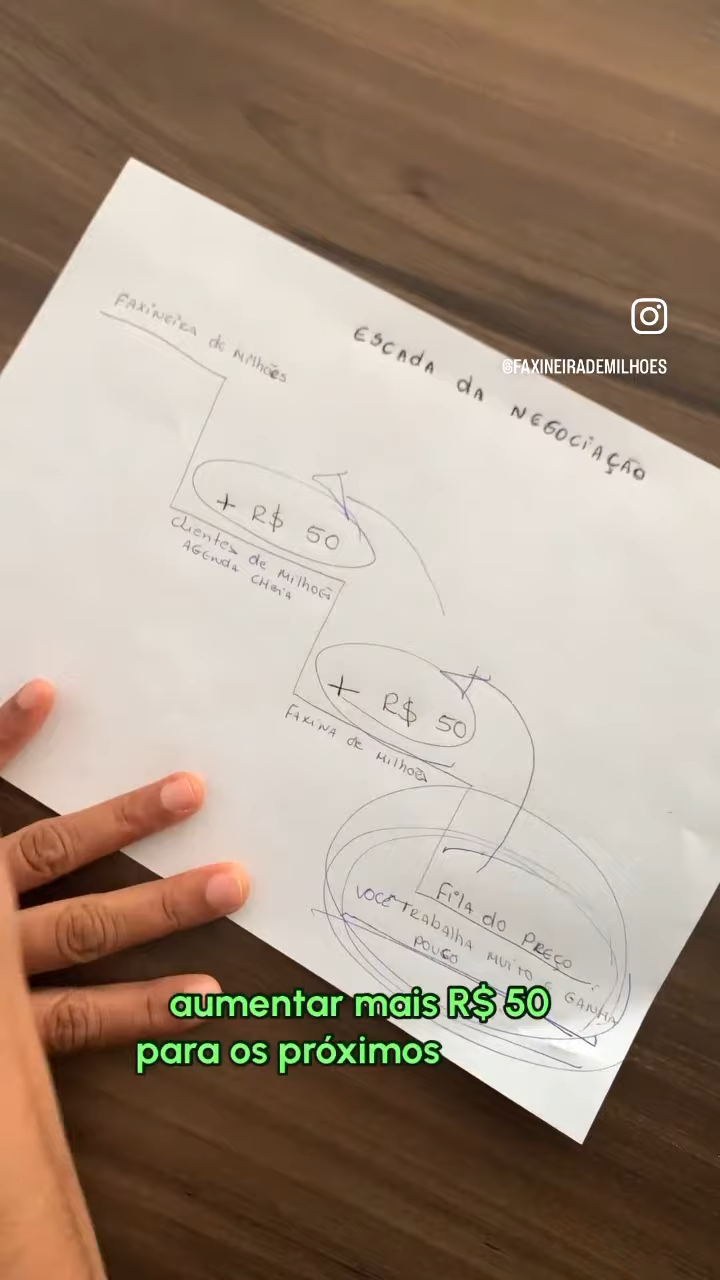 @FAXINEIRADEMILHOES
ESCADA DA NEGOCIAÇÃO
FAXINEIRA DE MILHÕES
+ R$ 50
CLIENTES DE MILHÕES
AGENDA CHEIA
+ R$ 50
FAXINA DE MILHÕES
FILA DO PREÇO
VOCÊ TRABALHA MUITO E GANHA
POUCO
aumentar mais R$ 50
para os próximos